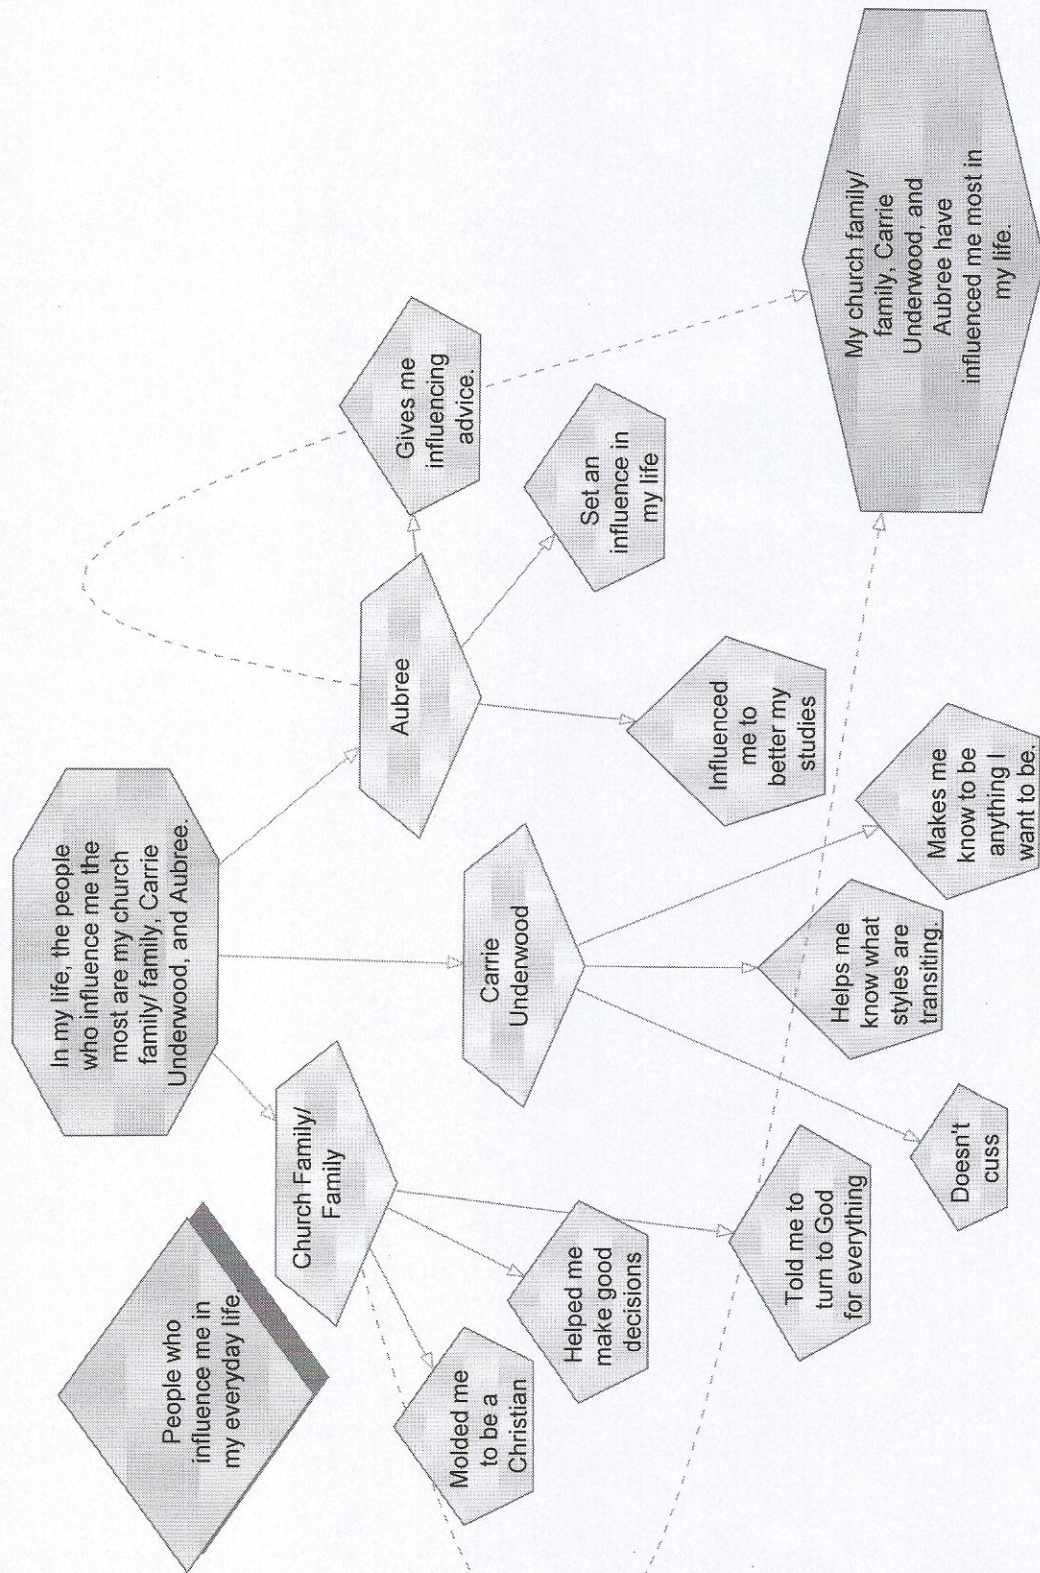 People who
influence me in
my everyday life.
In my life, the people
who influence me the
most are my church
family/ family, Carrie
Underwood, and Aubree.
Church Family/
Family
Molded me
to be a
Christian
Helped me
make good
decisions
Told me to
turn to God
for everything
Carrie
Underwood
Doesn't
cuss
Helps me
know what
styles are
transiting.
Makes me
know to be
anything I
want to be.
Aubree
Influenced
me to
better my
studies
Set an
influence in
my life
Gives me
influencing
advice.
My church family/
family, Carrie
Underwood, and
Aubree have
influenced me most in
my life.